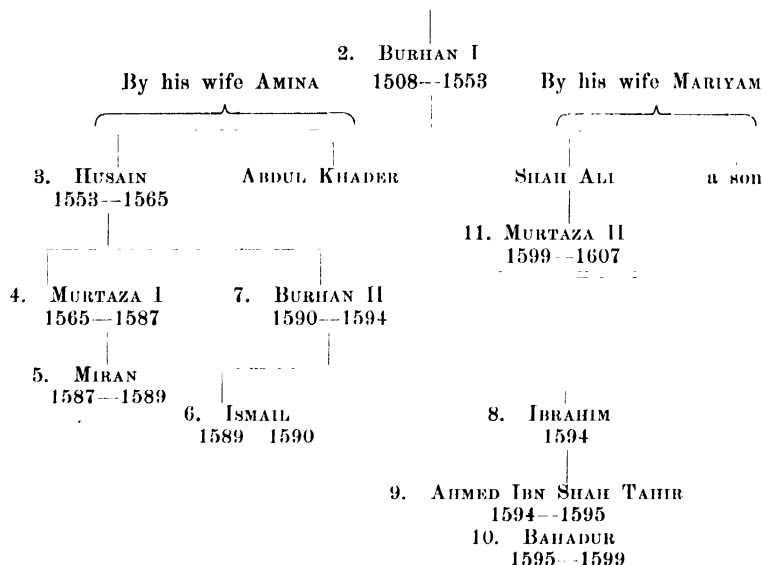 2. BURHAN I
By his wife AMINA 1508—1553 By his wife MARIYAM
3. HUSAIN ABDUL KHADER SHAH ALI a son
1553—1565
11. MURTAZA II
1599—1607
4. MURTAZA I 7. BURHAN II
1565—1587 1590—1594
5. MIRAN
1587—1589
6. ISMAIL 8. IBRAHIM
1589 1590 1594
9. AHMED IBN SHAH TAHIR
1594—1595
10. BAHADUR
1595—1599